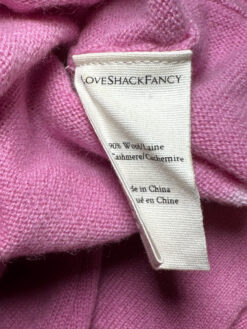 LOVESHACKFANCY
90% Wool/Laine
Cashmere/Cachemire
de in China
ué en Chine